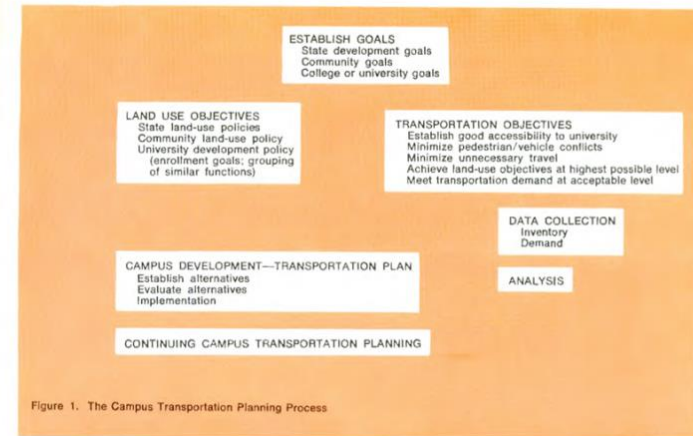 ESTABLISH GOALS
State development goals
Community goals
College or university goals
LAND USE OBJECTIVES
State land-use policies
Community land-use policy
University development policy
(enrollment goals; grouping
of similar functions)
TRANSPORTATION OBJECTIVES
Establish good accessibility to university
Minimize pedestrian/vehicle conflicts
Minimize unnecessary travel
Achieve land-use objectives at highest possible level
Meet transportation demand at acceptable level
DATA COLLECTION
Inventory
Demand
CAMPUS DEVELOPMENT—TRANSPORTATION PLAN
Establish alternatives
Evaluate alternatives
Implementation
ANALYSIS
CONTINUING CAMPUS TRANSPORTATION PLANNING
Figure 1. The Campus Transportation Planning Process